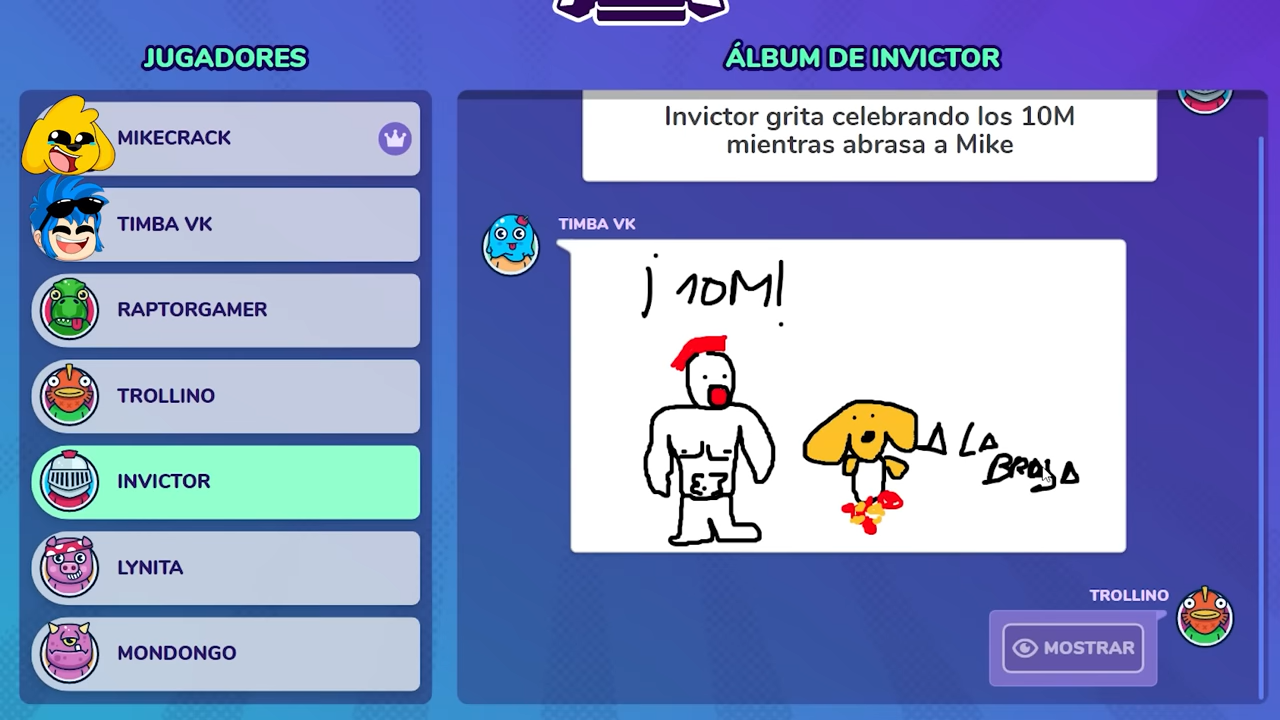 JUGADORES
MIKECRACK
TIMBA VK
RAPTORGAMER
TROLLINO
INVICTOR
LYNITA
MONDONGO
ÁLBUM DE INVICTOR
Invictor grita celebrando los 10M
mientras abrasa a Mike
TIMBA VK
¡10M!
A LA
BRASA
TROLLINO
MOSTRAR